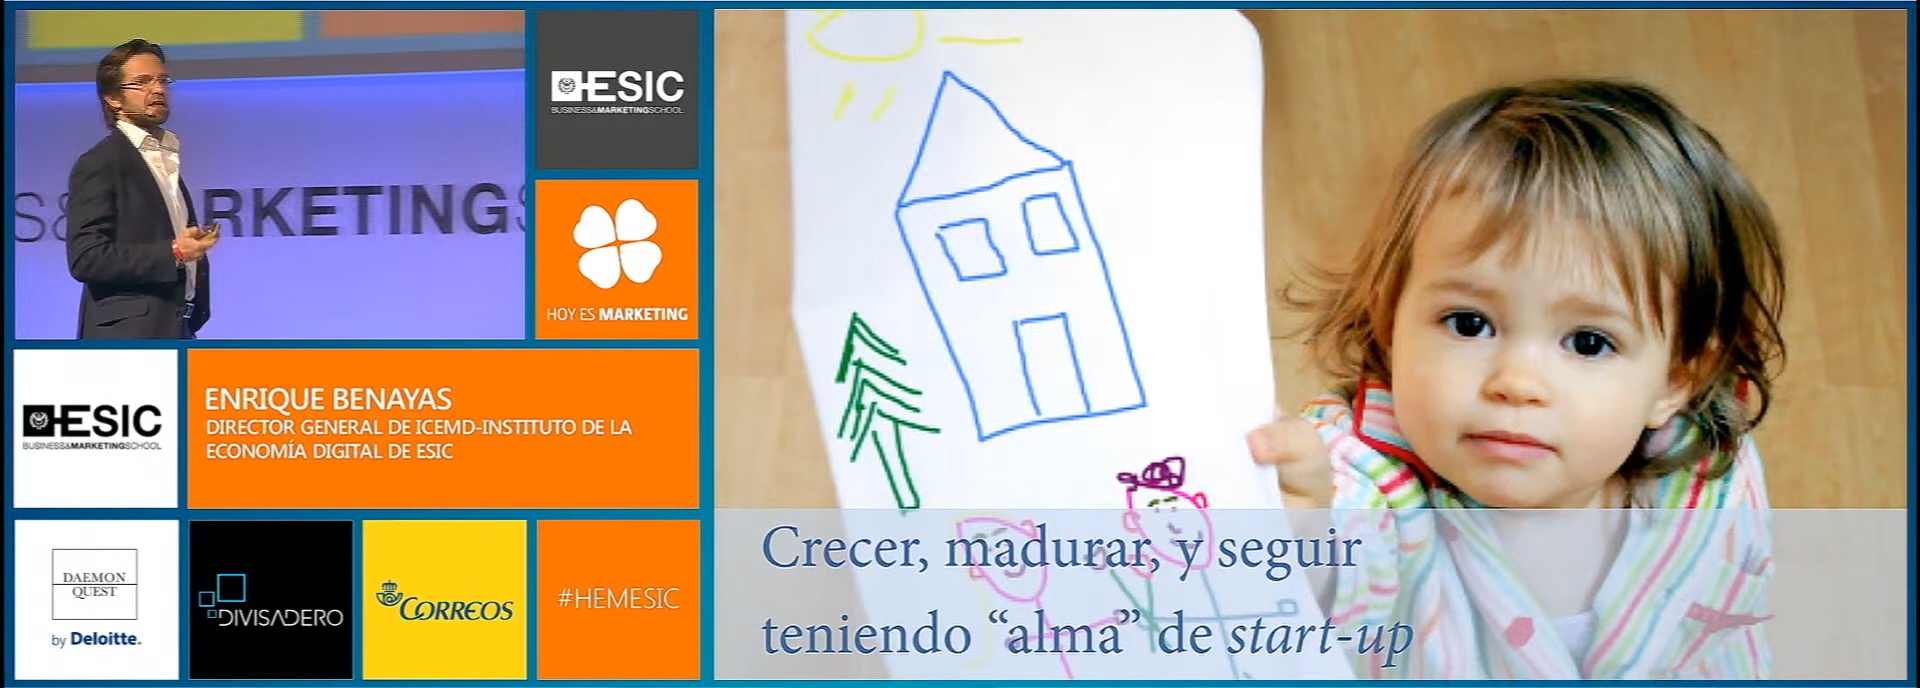 S&MARKETINGS
ESIC
BUSINESS&MARKETINGSCHOOL
HOY ES MARKETING
ESIC
BUSINESS&MARKETINGSCHOOL
ENRIQUE BENAYAS
DIRECTOR GENERAL DE ICEMD-INSTITUTO DE LA
ECONOMÍA DIGITAL DE ESIC
DAEMON
QUEST
by Deloitte.
DIVISADERO
CORREOS
#HEMESIC
Crecer, madurar, y seguir
teniendo “alma” de start-up